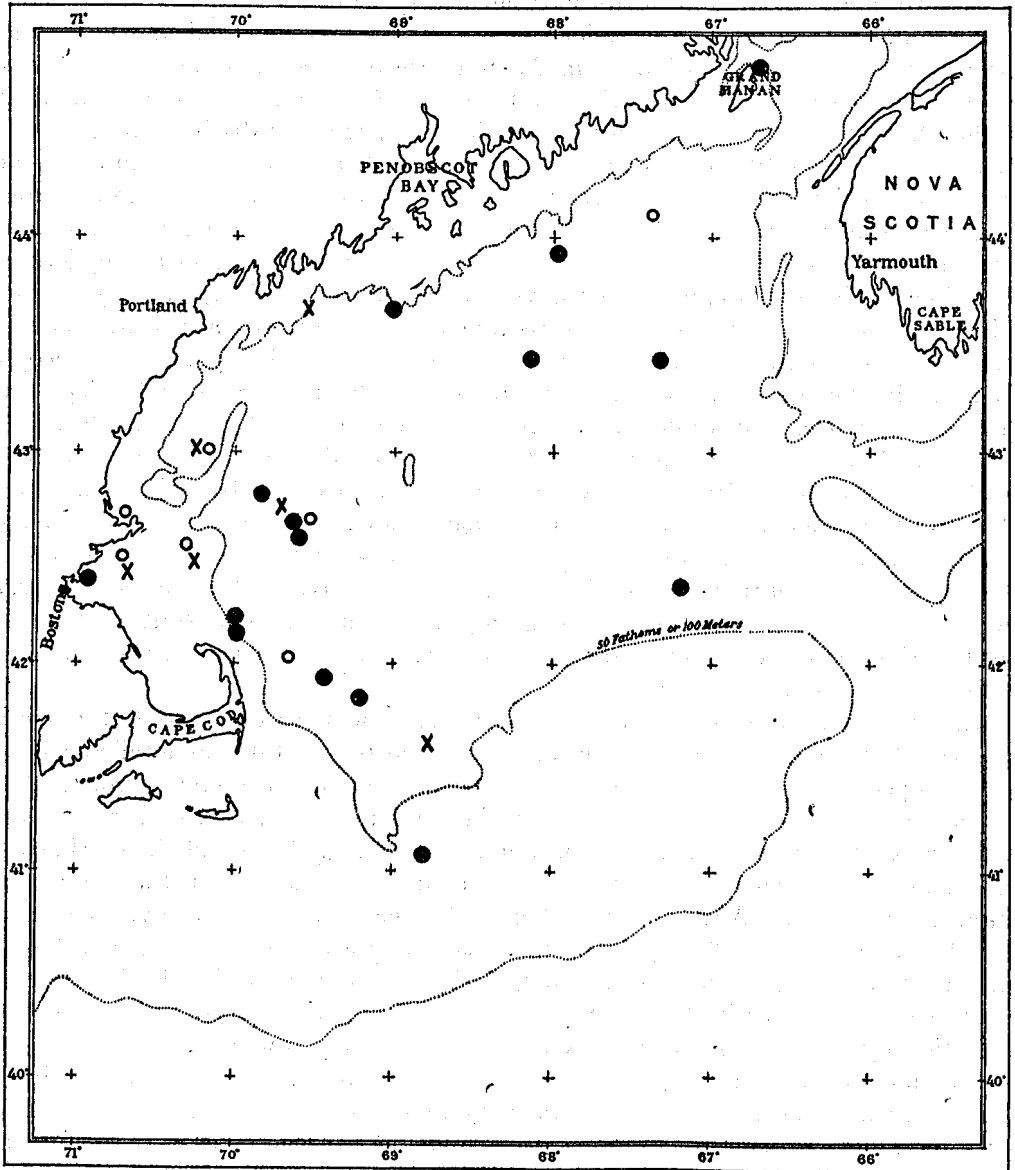 71° 70° 69° 68° 67° 66°
GRAND
MANAN
PENOBSCOT
BAY
NOVA
SCOTIA
44° 44°
Yarmouth
Portland
CAPE
SABLE
43° 43°
Boston
50 Fathoms or 100 Meters
42° 42°
CAPE COD
41° 41°
40° 40°
71° 70° 69° 68° 67° 66°